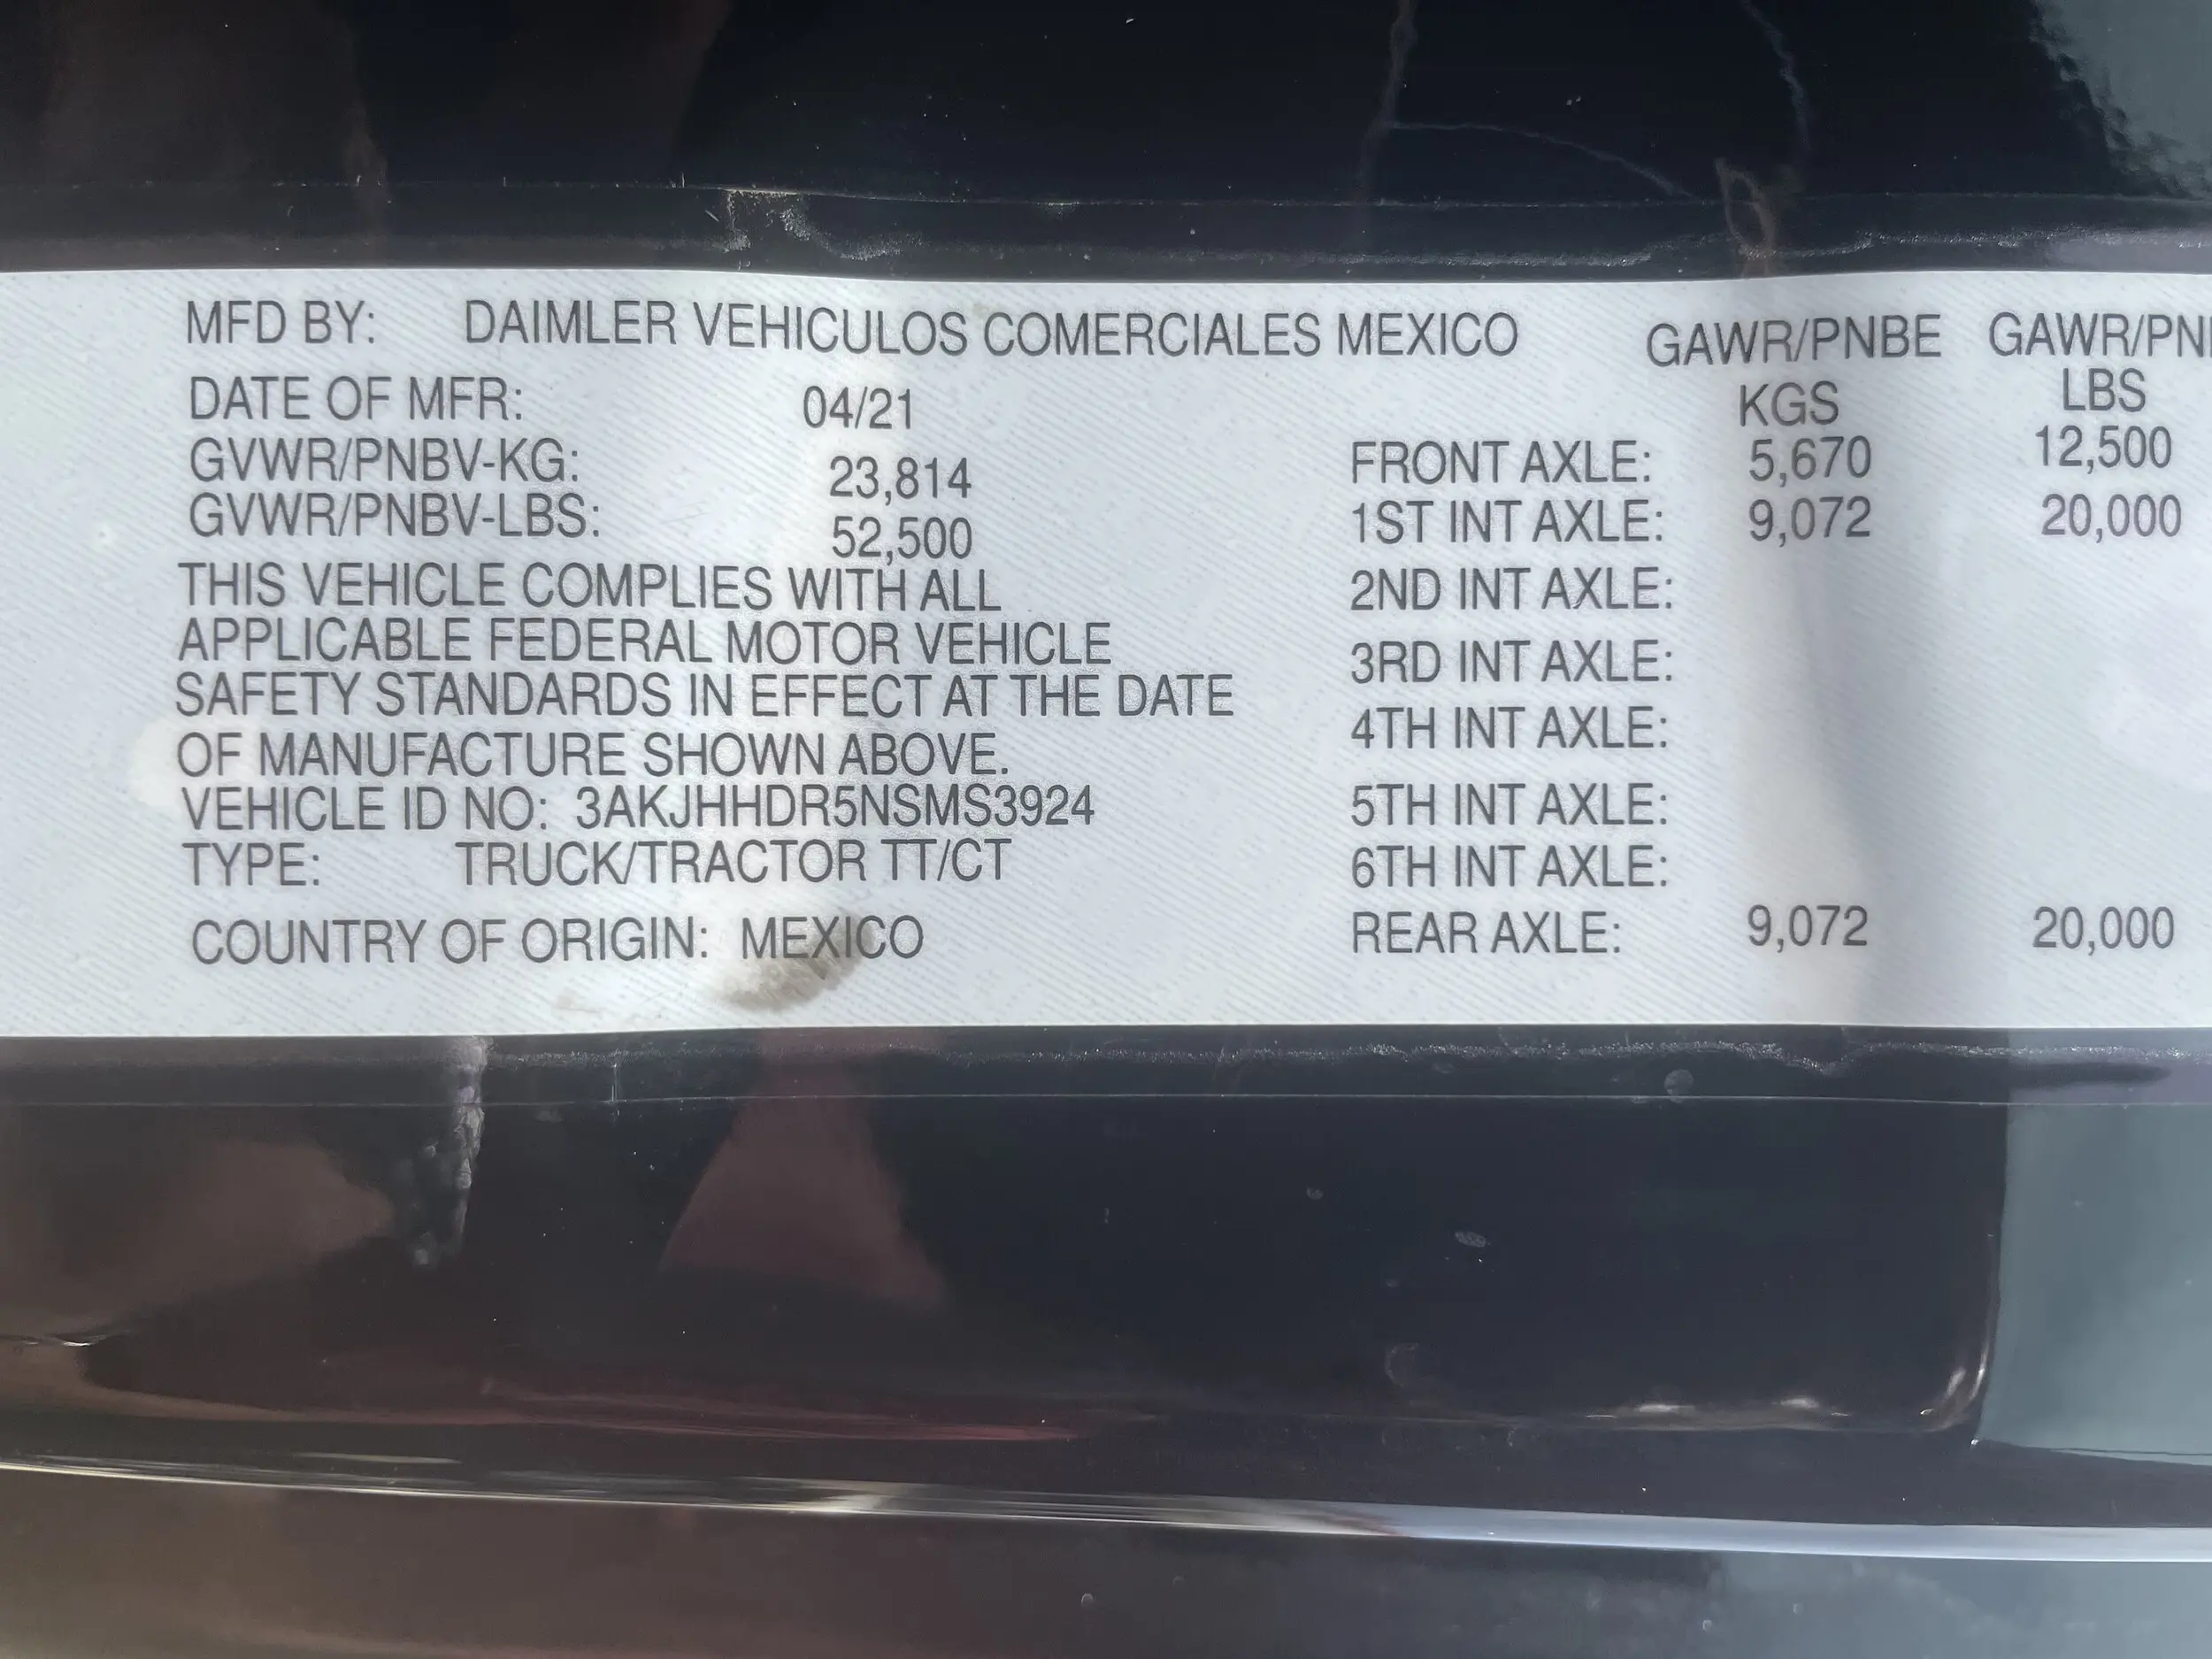 MFD BY: DAIMLER VEHICULOS COMERCIALES MEXICO
DATE OF MFR: 04/21
GVWR/PNBV-KG: 23,814
GVWR/PNBV-LBS: 52,500
THIS VEHICLE COMPLIES WITH ALL
APPLICABLE FEDERAL MOTOR VEHICLE
SAFETY STANDARDS IN EFFECT AT THE DATE
OF MANUFACTURE SHOWN ABOVE.
VEHICLE ID NO: 3AKJHHDR5NSMS3924
TYPE: TRUCK/TRACTOR TT/CT
COUNTRY OF ORIGIN: MEXICO
GAWR/PNBE GAWR/PN
KGS LBS
FRONT AXLE: 5,670 12,500
1ST INT AXLE: 9,072 20,000
2ND INT AXLE:
3RD INT AXLE:
4TH INT AXLE:
5TH INT AXLE:
6TH INT AXLE:
REAR AXLE: 9,072 20,000